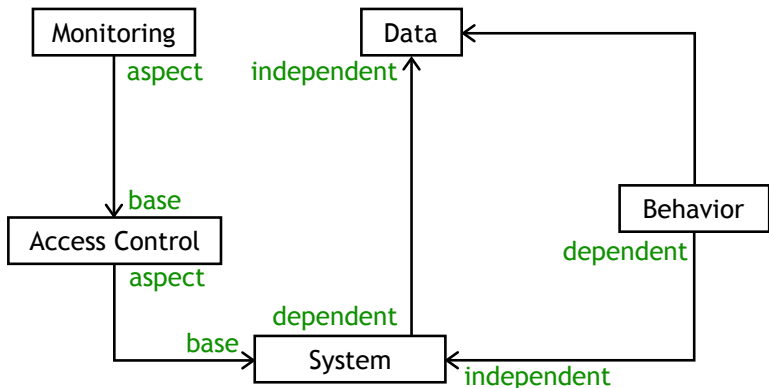 Monitoring
Data
aspect
independent
base
Access Control
Behavior
aspect
dependent
dependent
base
System
independent